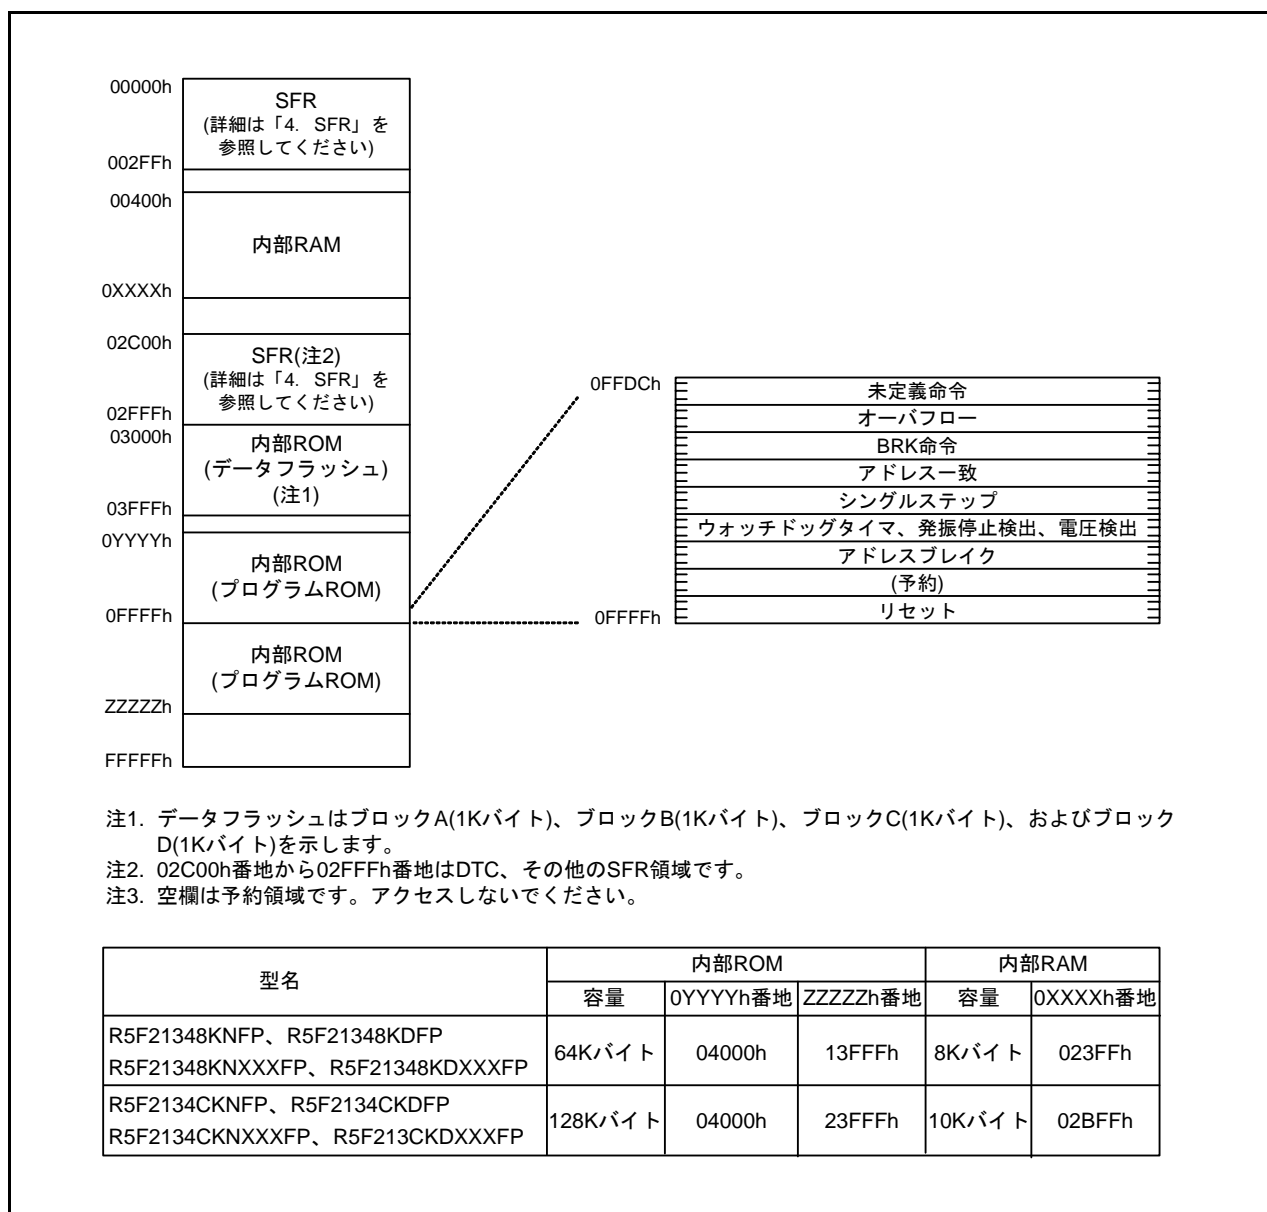 00000h
SFR
(詳細は「4. SFR」を
参照してください)
002FFh
00400h
内部RAM
0XXXXh
02C00h
SFR(注2)
(詳細は「4. SFR」を
参照してください)
02FFFh
03000h
内部ROM
(データフラッシュ)
(注1)
03FFFh
0YYYYh
内部ROM
(プログラムROM)
0FFFFh
内部ROM
(プログラムROM)
ZZZZZh
FFFFFh
0FFDCh
未定義命令
オーバフロー
BRK命令
アドレス一致
シングルステップ
ウォッチドッグタイマ、発振停止検出、電圧検出
アドレスブレイク
(予約)
0FFFFh
リセット
注1. データフラッシュはブロックA(1Kバイト)、ブロックB(1Kバイト)、ブロックC(1Kバイト)、およびブロック
D(1Kバイト)を示します。
注2. 02C00h番地から02FFFh番地はDTC、その他のSFR領域です。
注3. 空欄は予約領域です。アクセスしないでください。
型名 内部ROM 内部RAM
容量 0YYYYh番地 ZZZZZh番地 容量 0XXXXh番地
R5F21348KNFP、R5F21348KDFP
R5F21348KNXXXFP、R5F21348KDXXXFP
64Kバイト 04000h 13FFFh 8Kバイト 023FFh
R5F2134CKNFP、R5F2134CKDFP
R5F2134CKNXXXFP、R5F213CKDXXXFP
128Kバイト 04000h 23FFFh 10Kバイト 02BFFh